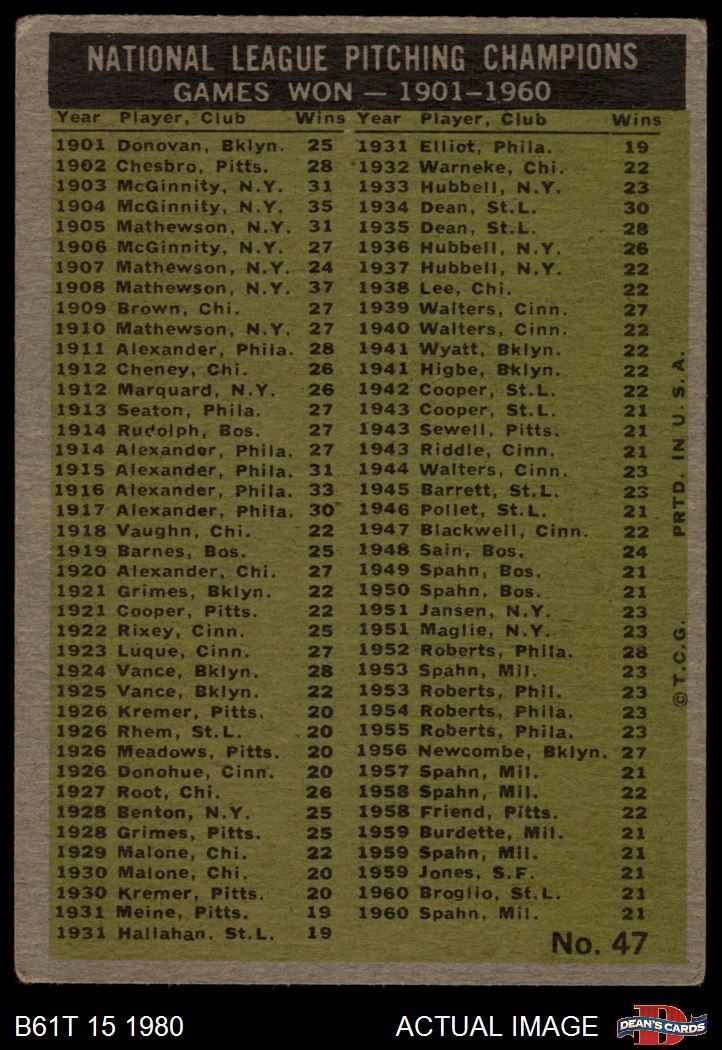 NATIONAL LEAGUE PITCHING CHAMPIONS
GAMES WON — 1901–1960
Year Player, Club Wins
1901 Donovan, Bklyn. 25
1902 Chesbro, Pitts. 28
1903 McGinnity, N.Y. 31
1904 McGinnity, N.Y. 35
1905 Mathewson, N.Y. 31
1906 McGinnity, N.Y. 27
1907 Mathewson, N.Y. 24
1908 Mathewson, N.Y. 37
1909 Brown, Chi. 27
1910 Mathewson, N.Y. 27
1911 Alexander, Phila. 28
1912 Cheney, Chi. 26
1912 Marquard, N.Y. 26
1913 Seaton, Phila. 27
1914 Rudolph, Bos. 27
1914 Alexander, Phila. 27
1915 Alexander, Phila. 31
1916 Alexander, Phila. 33
1917 Alexander, Phila. 30
1918 Vaughn, Chi. 22
1919 Barnes, Bos. 25
1920 Alexander, Chi. 27
1921 Grimes, Bklyn. 22
1921 Cooper, Pitts. 22
1922 Rixey, Cinn. 25
1923 Luque, Cinn. 27
1924 Vance, Bklyn. 28
1925 Vance, Bklyn. 22
1926 Kremer, Pitts. 20
1926 Rhem, St.L. 20
1926 Meadows, Pitts. 20
1926 Donohue, Cinn. 20
1927 Root, Chi. 26
1928 Benton, N.Y. 25
1928 Grimes, Pitts. 25
1929 Malone, Chi. 22
1930 Malone, Chi. 20
1930 Kremer, Pitts. 20
1931 Meine, Pitts. 19
1931 Hallahan. St.L. 19
Year Player, Club Wins
1931 Elliot, Phila. 19
1932 Warneke, Chi. 22
1933 Hubbell, N.Y. 23
1934 Dean, St.L. 30
1935 Dean, St.L. 28
1936 Hubbell, N.Y. 26
1937 Hubbell, N.Y. 22
1938 Lee, Chi. 22
1939 Walters, Cinn. 27
1940 Walters, Cinn. 22
1941 Wyatt, Bklyn. 22
1941 Higbe, Bklyn. 22
1942 Cooper, St.L. 22
1943 Cooper, St.L. 21
1943 Sewell, Pitts. 21
1943 Riddle, Cinn. 21
1944 Walters, Cinn. 23
1945 Barrett, St.L. 23
1946 Pollet, St.L. 21
1947 Blackwell, Cinn. 22
1948 Sain, Bos. 24
1949 Spahn, Bos. 21
1950 Spahn, Bos. 21
1951 Jansen, N.Y. 23
1951 Maglie, N.Y. 23
1952 Roberts, Phila. 28
1953 Spahn, Mil. 23
1953 Roberts, Phil. 23
1954 Roberts, Phila. 23
1955 Roberts, Phila. 23
1956 Newcombe, Bklyn. 27
1957 Spahn, Mil. 21
1958 Spahn, Mil. 22
1958 Friend, Pitts. 22
1959 Burdette, Mil. 21
1959 Spahn, Mil. 21
1959 Jones, S.F. 21
1960 Broglio, St.L. 21
1960 Spahn, Mil. 21
No. 47
© T.C.G. PRTD. IN U.S.A.
B61T 15 1980
ACTUAL IMAGE
D
DEAN'S CARDS